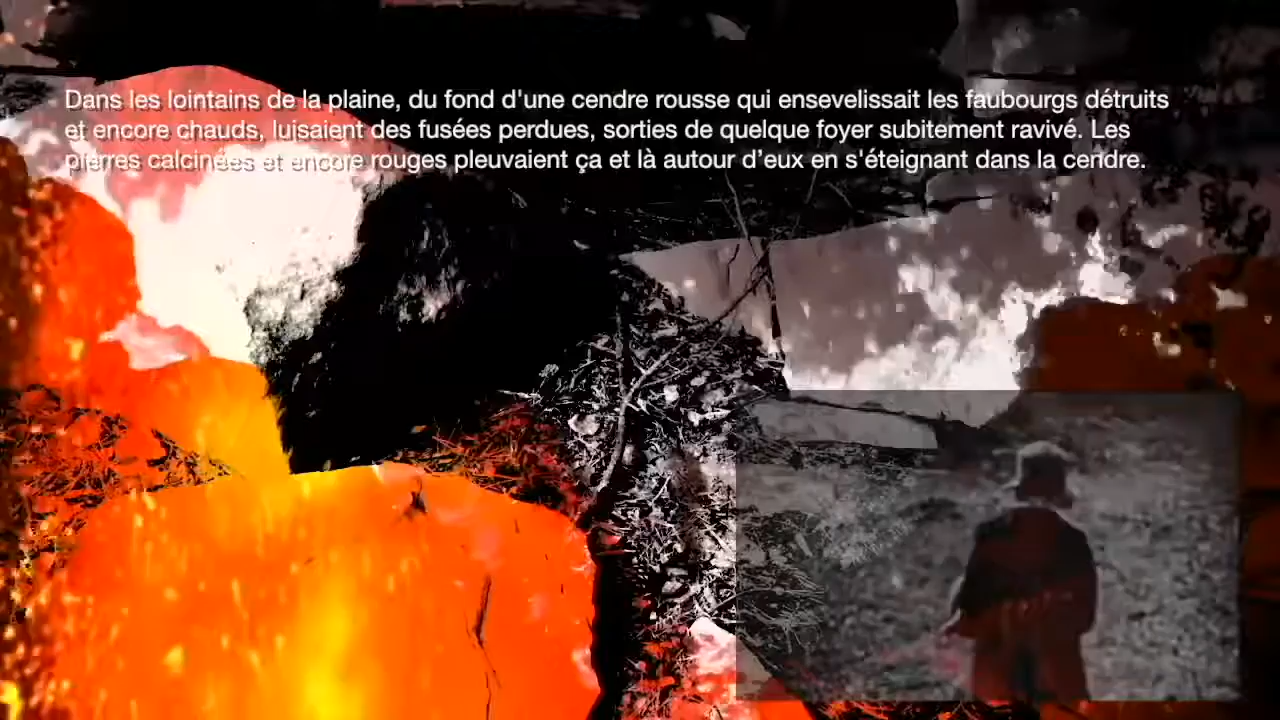 Dans les lointains de la plaine, du fond d'une cendre rousse qui ensevelissait les faubourgs détruits
et encore chauds, luisaient des fusées perdues, sorties de quelque foyer subitement ravivé. Les
pierres calcinées et encore rouges pleuvaient ça et là autour d’eux en s'éteignant dans la cendre.